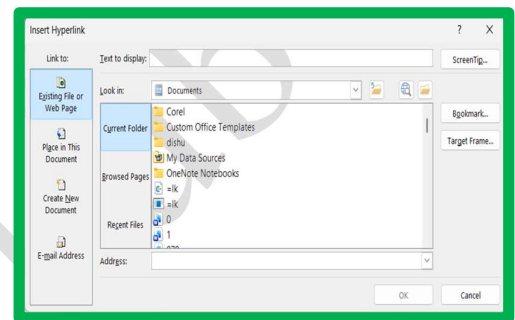 Insert Hyperlink ? X
Link to: Text to display: ScreenTip...
Existing File or Web Page
Look in: Documents
Bookmark...
Target Frame...
Current Folder
Browsed Pages
Recent Files
Corel
Custom Office Templates
dishu
My Data Sources
OneNote Notebooks
=lk
=lk
0
1
Place in This Document
Create New Document
E-mail Address
Address:
OK Cancel